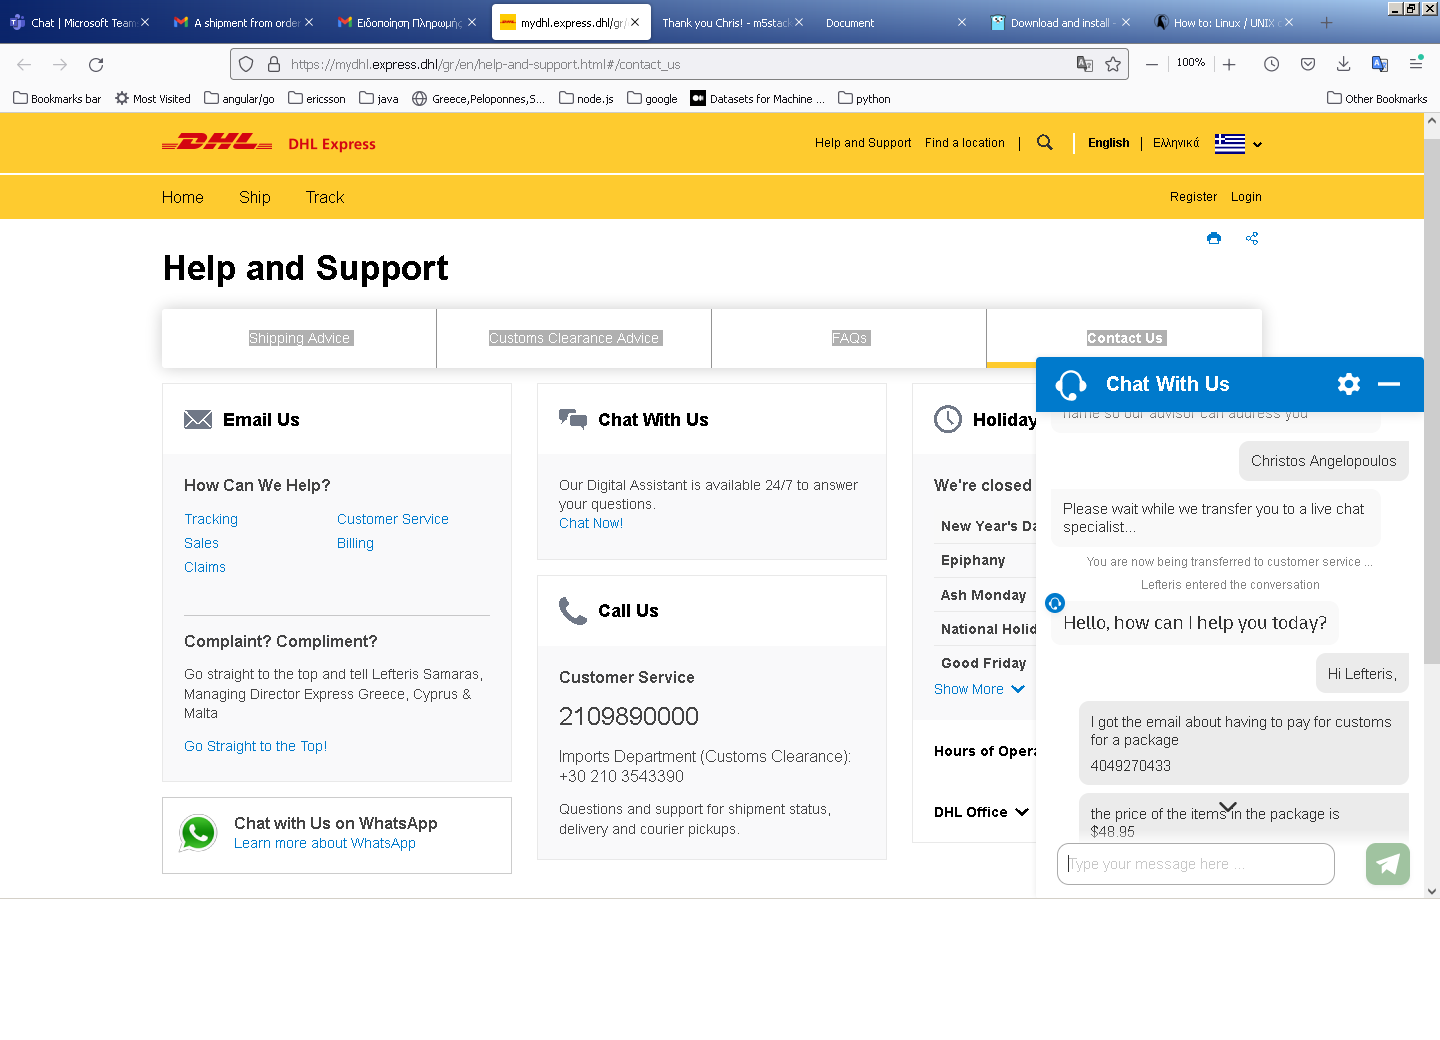 Chat | Microsoft Team
A shipment from order
Ειδοποίηση Πληρωμής
mydhl.express.dhl/gr/
Thank you Chris! - m5stack
Document
Download and install -
How to: Linux / UNIX
https://mydhl.express.dhl/gr/en/help-and-support.html#/contact_us
100%
Bookmarks bar
Most Visited
angular/go
ericsson
java
Greece,Peloponnes,S...
node.js
google
Datasets for Machine ...
python
Other Bookmarks
DHL
DHL Express
Help and Support
Find a location
English
Ελληνικά
Home
Ship
Track
Register
Login
Help and Support
Shipping Advice
Customs Clearance Advice
FAQs
Contact Us
Email Us
How Can We Help?
Tracking
Customer Service
Sales
Billing
Claims
Complaint? Compliment?
Go straight to the top and tell Lefteris Samaras,
Managing Director Express Greece, Cyprus &
Malta
Go Straight to the Top!
Chat with Us on WhatsApp
Learn more about WhatsApp
Chat With Us
Our Digital Assistant is available 24/7 to answer
your questions.
Chat Now!
Call Us
Customer Service
2109890000
Imports Department (Customs Clearance):
+30 210 3543390
Questions and support for shipment status,
delivery and courier pickups.
Holiday
We're closed
New Year's Da
Epiphany
Ash Monday
National Holid
Good Friday
Show More
Hours of Opera
DHL Office
Chat With Us
name so our advisor can address you
Christos Angelopoulos
Please wait while we transfer you to a live chat
specialist...
You are now being transferred to customer service ...
Lefteris entered the conversation
Hello, how can I help you today?
Hi Lefteris,
I got the email about having to pay for customs
for a package
4049270433
the price of the items in the package is
$48.95
Type your message here ...